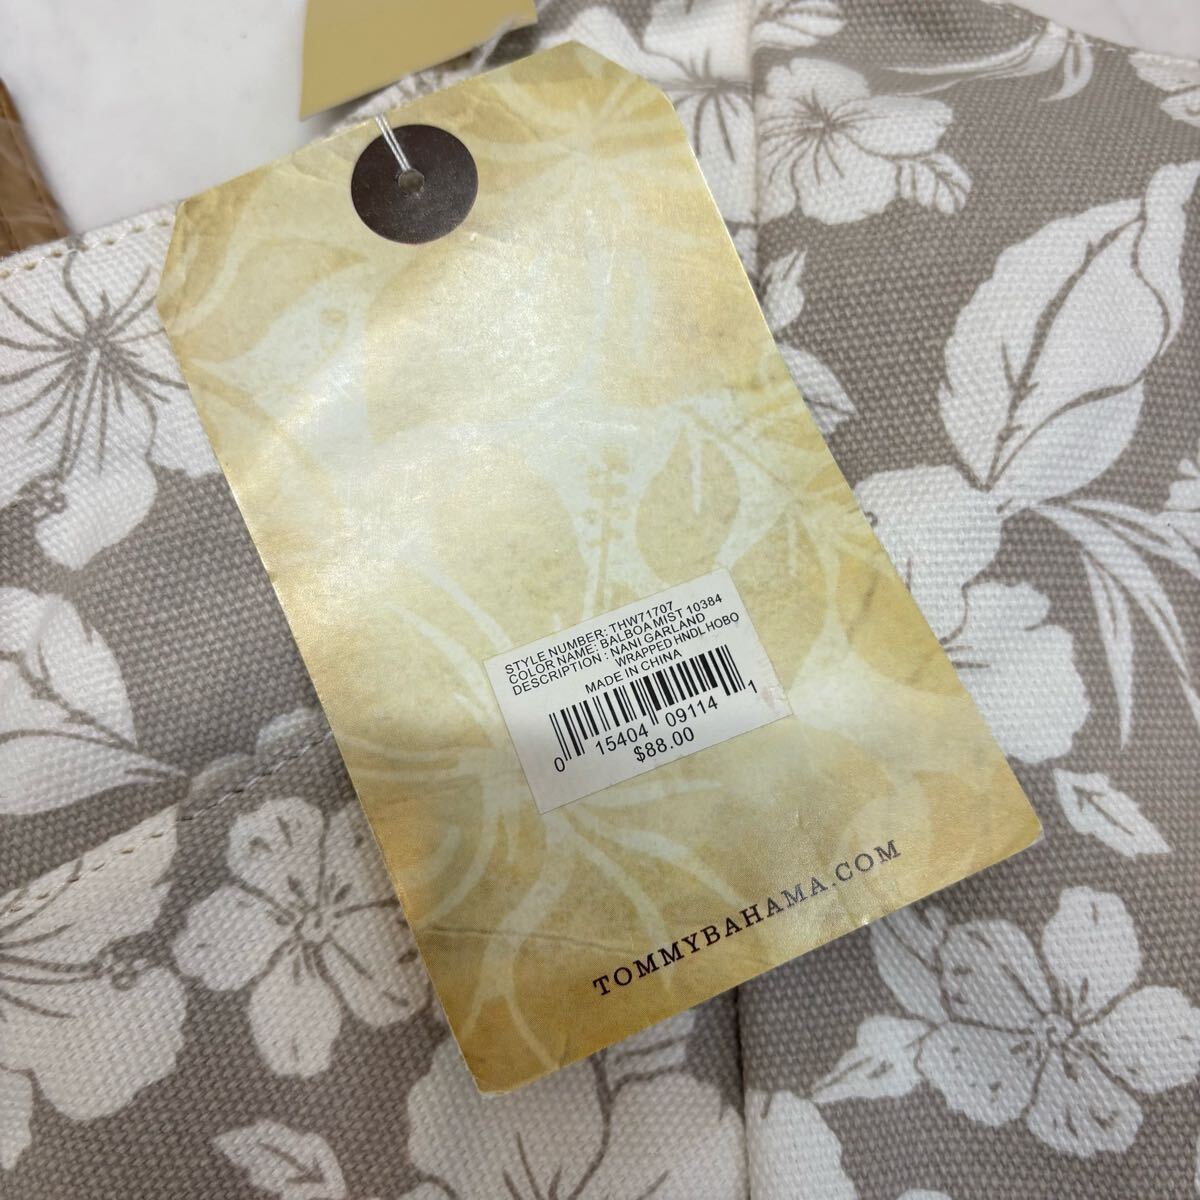 STYLE NUMBER: THW71707
COLOR NAME: BALBOA MIST 10384
DESCRIPTION : NANI GARLAND
WRAPPED HNDL HOBO
MADE IN CHINA
0 15404 09114 1
$88.00
TOMMYBAHAMA.COM